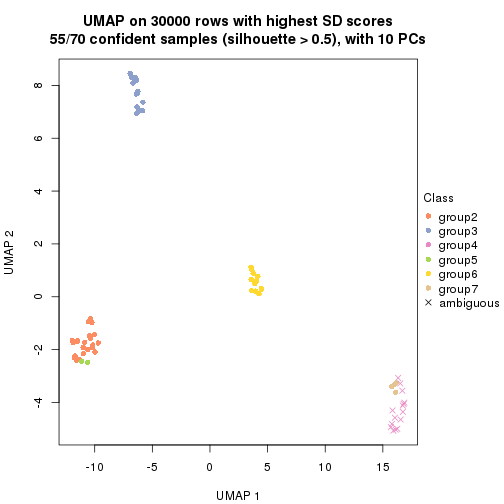 UMAP on 30000 rows with highest SD scores
55/70 confident samples (silhouette > 0.5), with 10 PCs
8
6
4
2
0
-2
-4
UMAP 2
-10
-5
0
5
10
15
UMAP 1
Class
group2
group3
group4
group5
group6
group7
ambiguous